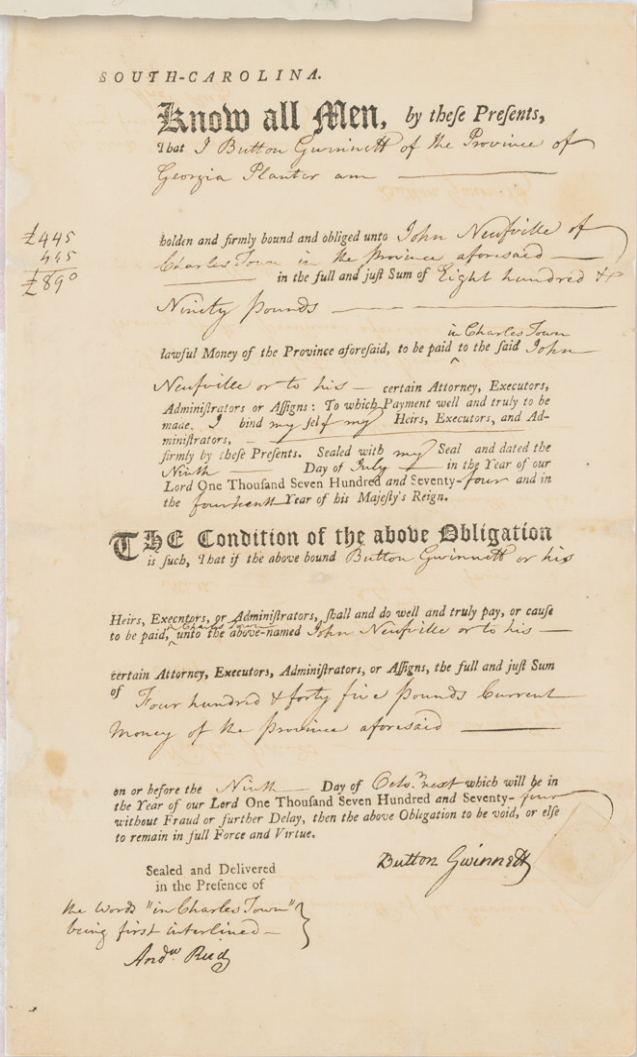 SOUTH-CAROLINA.
Know all Men, by these Presents,
That I Button Gwinnett of the Province of
Georgia Planter am
£445
445
£890
holden and firmly bound and obliged unto John Neufville of
Charles Town in the Province aforesaid
in the full and just Sum of Eight hundred &
Ninety pounds
in Charles Town
lawful Money of the Province aforesaid, to be paid ^ to the said John
Neufville or to his certain Attorney, Executors,
Administrators or Assigns: To which Payment well and truly to be
made. I bind my self my Heirs, Executors, and Ad-
ministrators,
firmly by these Presents. Sealed with my Seal and dated the
Ninth Day of July in the Year of our
Lord One Thousand Seven Hundred and Seventy-four and in
the fourteenth Year of his Majesty's Reign.
THE Condition of the above Obligation
is such, That if the above bound Button Gwinnett or his
Heirs, Executors, or Administrators, shall and do well and truly pay, or cause
in Charles Town
to be paid, ^ unto the above-named John Neufville or to his
certain Attorney, Executors, Administrators, or Assigns, the full and just Sum
of Four hundred & forty five pounds Current
Money of the Province aforesaid
on or before the Ninth Day of Octo.r next which will be in
the Year of our Lord One Thousand Seven Hundred and Seventy-four
without Fraud or further Delay, then the above Obligation to be void, or else
to remain in full Force and Virtue.
Button Gwinnett
Sealed and Delivered
in the Presence of
the Words "in Charles Town"
being first interlined
And.w Reid